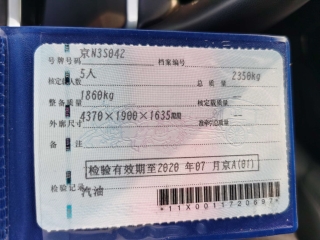 号牌号码 京N3S042 档案编号
核定载人数 5人 总质量 2350kg
整备质量 1860kg 核定载质量 --
外廓尺寸 4370×1900×1635mm 准牵引总质量 --
备注
检验有效期至2020年07月京A(01)
检验记录
汽油
*11X0011720697*